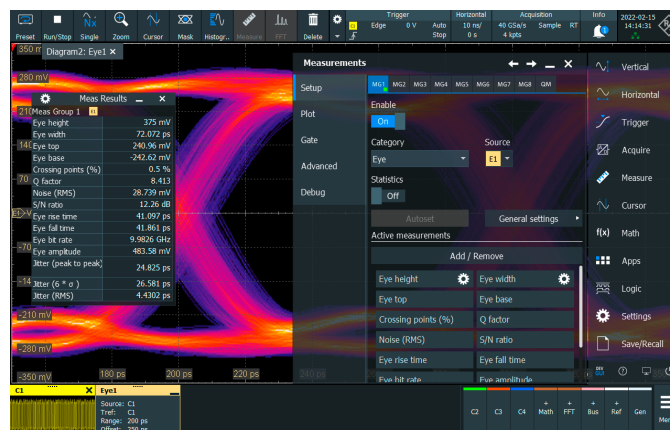 Trigger
Horizontal
Acquisition
Info
2022-02-15
14:14:31
Edge 0 V Auto
Stop
10 ns/
0 s
40 GSa/s Sample RT
4 kpts
Preset Run/Stop Single Zoom Cursor Mask Histogr.. Measure FFT Delete
350 m
Diagram2: Eye1 ×
280 mV
Meas Results
Meas Group 1 E1
Eye height 375 mV
Eye width 72.072 ps
Eye top 240.96 mV
Eye base -242.62 mV
Crossing points (%) 0.5 %
Q factor 8.413
Noise (RMS) 28.739 mV
S/N ratio 12.26 dB
Eye rise time 41.097 ps
Eye fall time 41.861 ps
Eye bit rate 9.9826 GHz
Eye amplitude 483.58 mV
Jitter (peak to peak) 24.825 ps
Jitter (6 * σ ) 26.581 ps
Jitter (RMS) 4.4302 ps
-210 mV
-280 mV
-350 mV
180 ps 200 ps 220 ps 240 ps
Measurements
Setup
Plot
Gate
Advanced
Debug
MG1 MG2 MG3 MG4 MG5 MG6 MG7 MG8 QM
Enable
On
Category
Source
Eye
E1
Statistics
Off
Autoset
General settings
Active measurements
Add / Remove
Eye height
Eye width
Eye top
Eye base
Crossing points (%)
Q factor
Noise (RMS)
S/N ratio
Eye rise time
Eye fall time
Eye bit rate
Eye amplitude
Vertical
Horizontal
Trigger
Acquire
Measure
Cursor
f(x) Math
Apps
Logic
Settings
Save/Recall
C1 X
Eye1
Source: C1
Tref: C1
Range: 200 ps
Offset: 250 ps
C2
C3
C4
+
Math
+
FFT
+
Bus
+
Ref
Gen